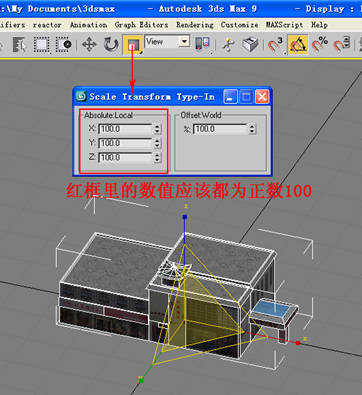 :\My Documents\3dsmax - Autodesk 3ds Max 9 - Display :
ifiers reactor Animation Graph Editors Rendering Customize MAXScript Help
View
Scale Transform Type-In
Absolute:Local
Offset:World
X: 100.0
%: 100.0
Y: 100.0
Z: 100.0
红框里的数值应该都为正数100
z
x
y